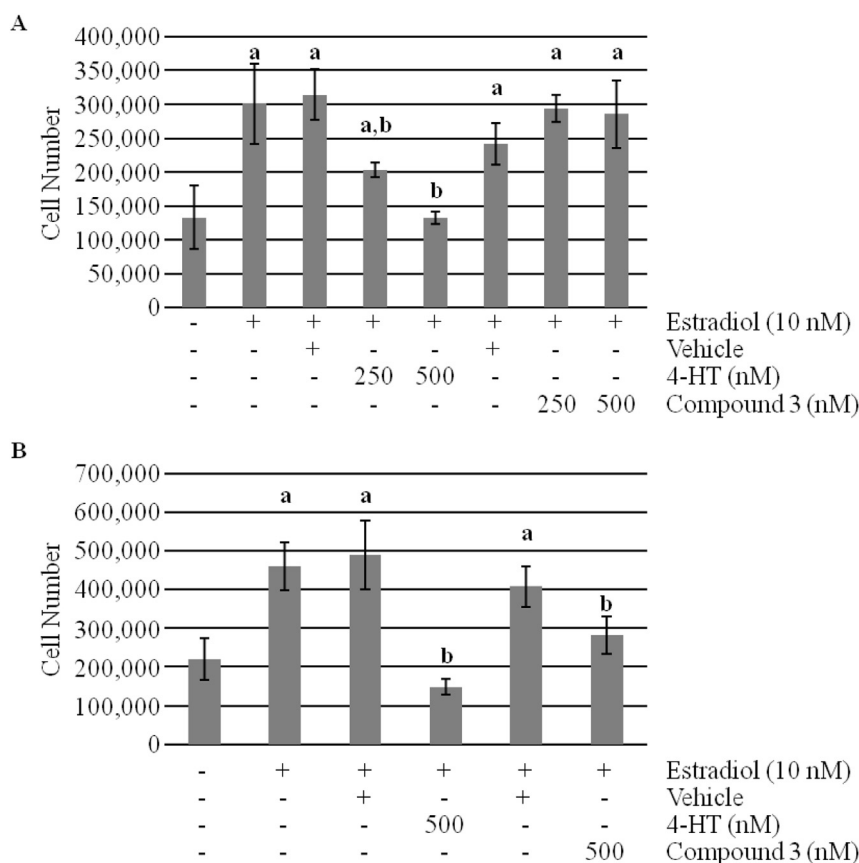 A
400,000
350,000
300,000
250,000
200,000
150,000
100,000
50,000
0
Cell Number
a a a,b b a a a
- + + + + + + + Estradiol (10 nM)
- - + - - + - - Vehicle
- - - 250 500 - - - 4-HT (nM)
- - - - - - 250 500 Compound 3 (nM)
B
700,000
600,000
500,000
400,000
300,000
200,000
100,000
0
Cell Number
a a b a b
- + + + + + Estradiol (10 nM)
- - + - + - Vehicle
- - - 500 - - 4-HT (nM)
- - - - - 500 Compound 3 (nM)